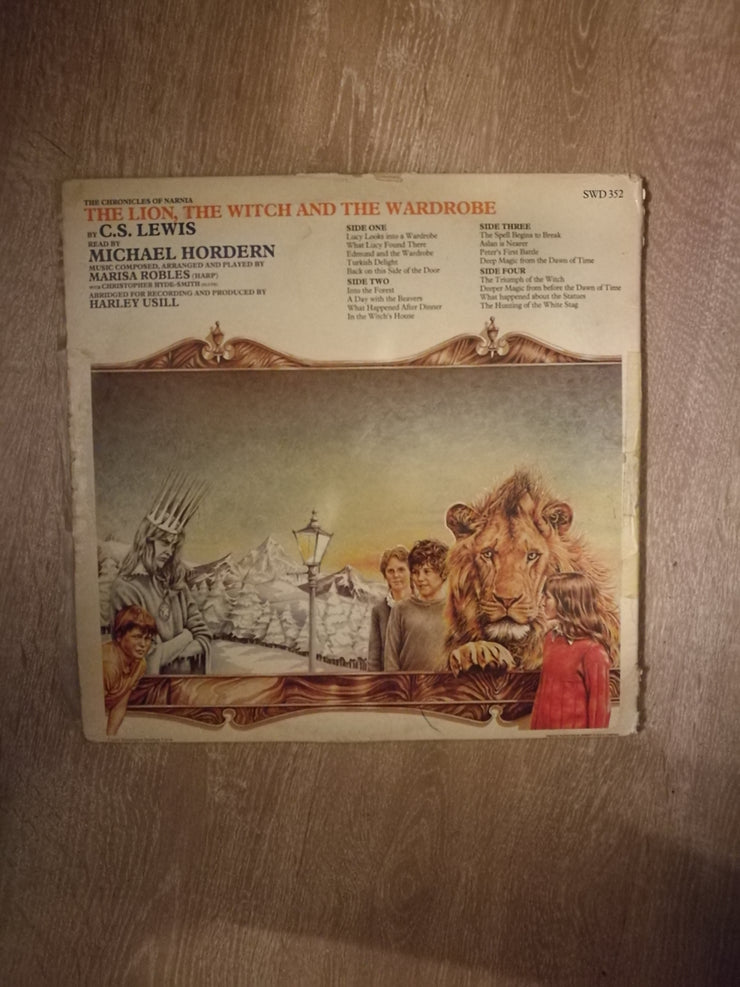 SWD 352
THE CHRONICLES OF NARNIA
THE LION, THE WITCH AND THE WARDROBE
BY C.S. LEWIS
READ BY
MICHAEL HORDERN
MUSIC COMPOSED, ARRANGED AND PLAYED BY
MARISA ROBLES (HARP)
WITH CHRISTOPHER HYDE-SMITH (FLUTE)
ABRIDGED FOR RECORDING AND PRODUCED BY
HARLEY USILL
SIDE ONE
Lucy Looks into a Wardrobe
What Lucy Found There
Edmund and the Wardrobe
Turkish Delight
Back on this Side of the Door
SIDE TWO
Into the Forest
A Day with the Beavers
What Happened After Dinner
In the Witch's House
SIDE THREE
The Spell Begins to Break
Aslan is Nearer
Peter's First Battle
Deep Magic from the Dawn of Time
SIDE FOUR
The Triumph of the Witch
Deeper Magic from before the Dawn of Time
What happened about the Statues
The Hunting of the White Stag